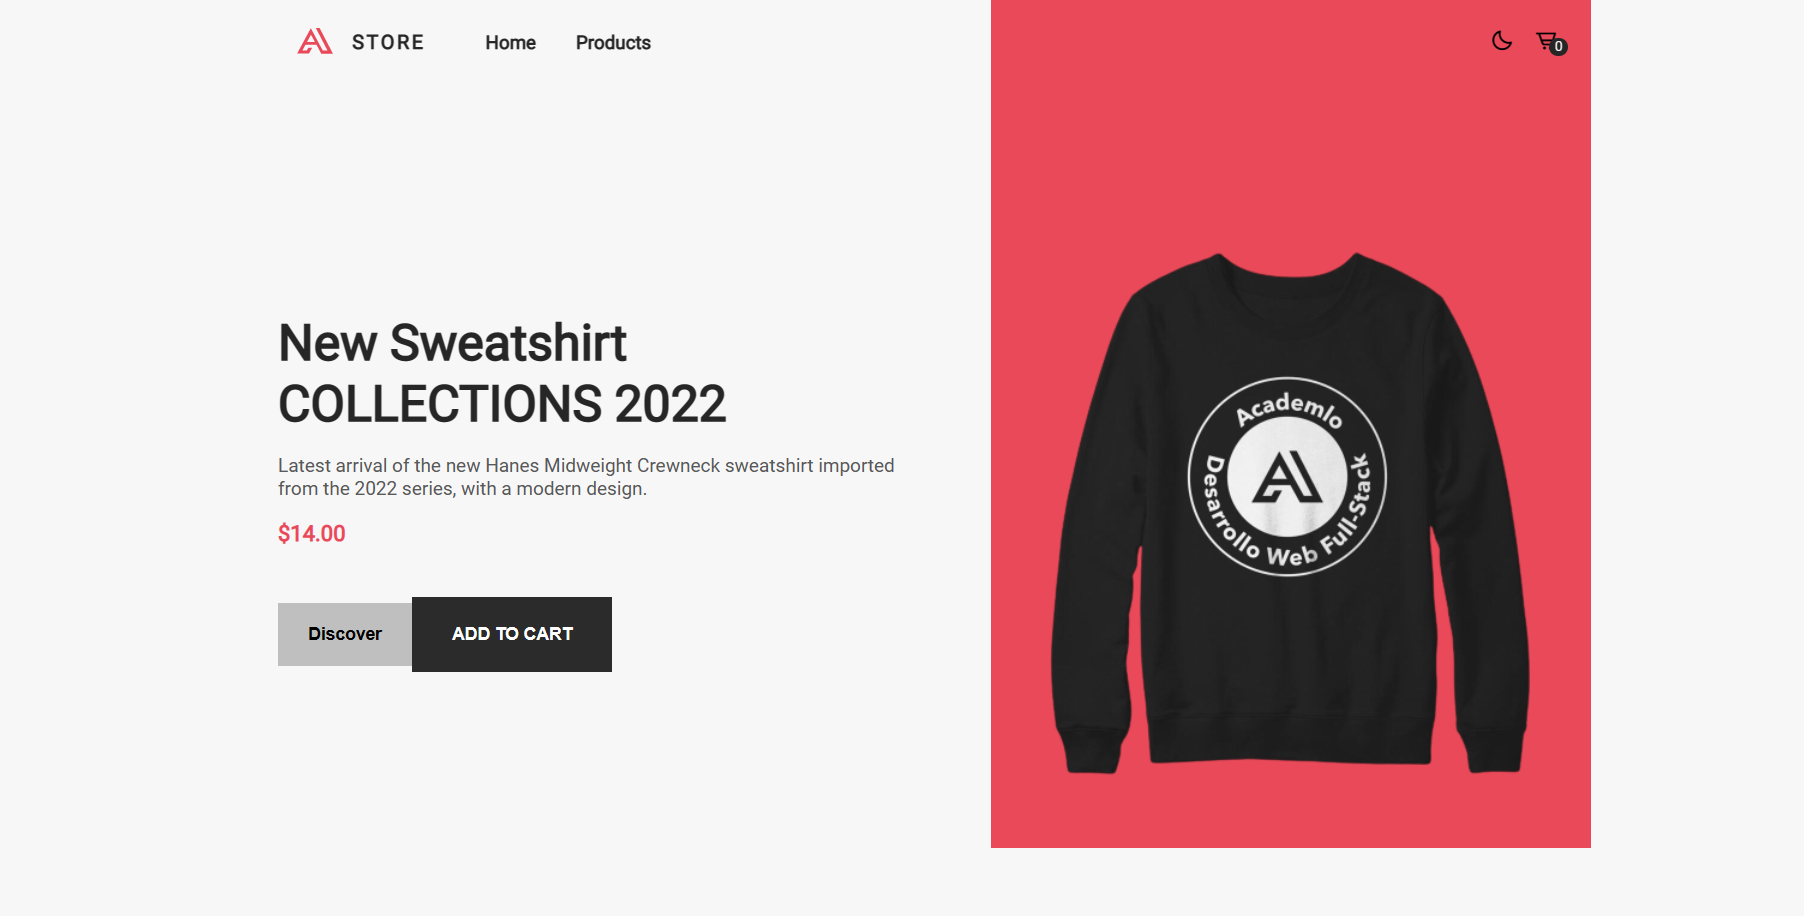 STORE
Home
Products
0
New Sweatshirt
COLLECTIONS 2022
Latest arrival of the new Hanes Midweight Crewneck sweatshirt imported
from the 2022 series, with a modern design.
$14.00
Discover
ADD TO CART
Academlo
Desarrollo Web Full-Stack